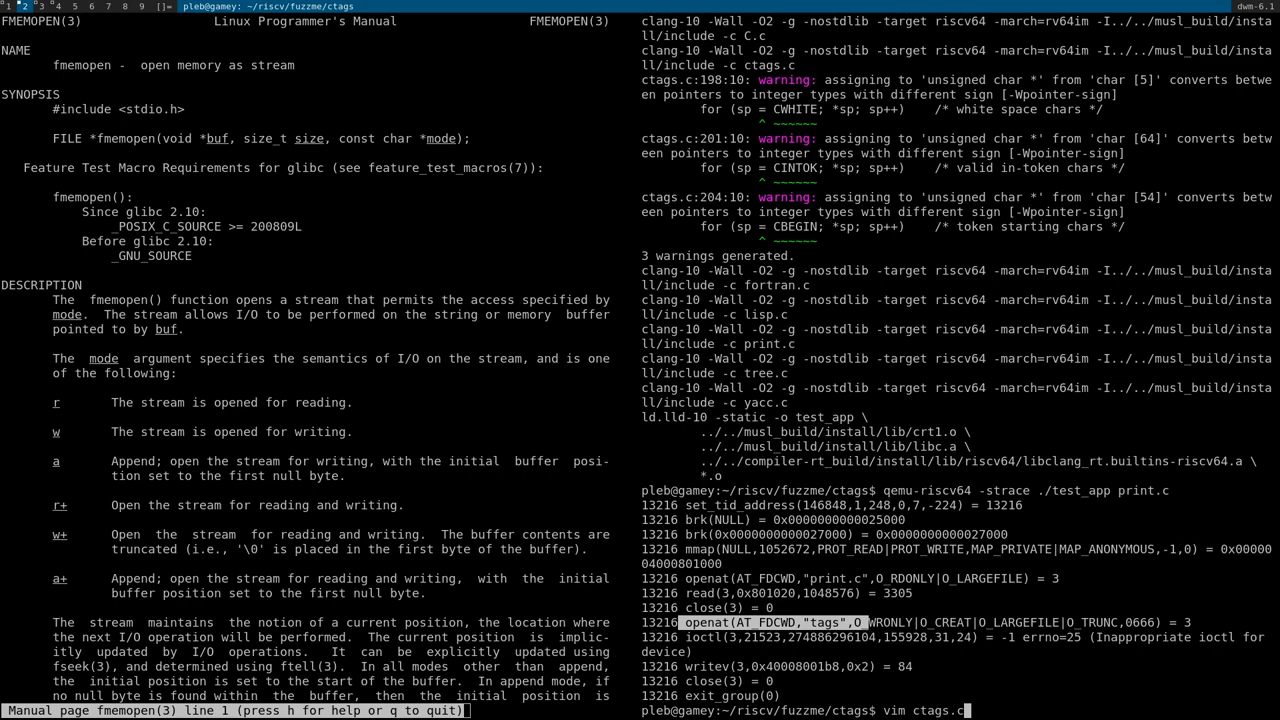 1 2 3 4 5 6 7 8 9 []= pleb@gamey: ~/riscv/fuzzme/ctags dwm-6.1
FMEMOPEN(3) Linux Programmer's Manual FMEMOPEN(3)
NAME
fmemopen -  open memory as stream
SYNOPSIS
#include <stdio.h>
FILE *fmemopen(void *buf, size_t size, const char *mode);
Feature Test Macro Requirements for glibc (see feature_test_macros(7)):
fmemopen():
Since glibc 2.10:
_POSIX_C_SOURCE >= 200809L
Before glibc 2.10:
_GNU_SOURCE
DESCRIPTION
The  fmemopen() function opens a stream that permits the access specified by
mode.  The stream allows I/O to be performed on the string or memory  buffer
pointed to by buf.
The  mode  argument specifies the semantics of I/O on the stream, and is one
of the following:
r The stream is opened for reading.
w The stream is opened for writing.
a Append; open the stream for writing, with the initial  buffer  posi-
tion set to the first null byte.
r+ Open the stream for reading and writing.
w+ Open  the  stream  for reading and writing.  The buffer contents are
truncated (i.e., '\0' is placed in the first byte of the buffer).
a+ Append; open the stream for reading and writing,  with  the  initial
buffer position set to the first null byte.
The  stream  maintains  the notion of a current position, the location where
the next I/O operation will be performed.  The current position  is  implic-
itly  updated  by  I/O  operations.  It  can  be  explicitly  updated using
fseek(3), and determined using ftell(3).  In all modes  other  than  append,
the  initial position is set to the start of the buffer.  In append mode, if
no null byte is found within  the  buffer,  then  the  initial  position  is
Manual page fmemopen(3) line 1 (press h for help or q to quit)
clang-10 -Wall -O2 -g -nostdlib -target riscv64 -march=rv64im -I../../musl_build/insta
ll/include -c C.c
clang-10 -Wall -O2 -g -nostdlib -target riscv64 -march=rv64im -I../../musl_build/insta
ll/include -c ctags.c
ctags.c:198:10: warning: assigning to 'unsigned char *' from 'char [5]' converts betwe
en pointers to integer types with different sign [-Wpointer-sign]
for (sp = CWHITE; *sp; sp++)    /* white space chars */
^ ~~~~~~
ctags.c:201:10: warning: assigning to 'unsigned char *' from 'char [64]' converts betw
een pointers to integer types with different sign [-Wpointer-sign]
for (sp = CINTOK; *sp; sp++)    /* valid in-token chars */
^ ~~~~~~
ctags.c:204:10: warning: assigning to 'unsigned char *' from 'char [54]' converts betw
een pointers to integer types with different sign [-Wpointer-sign]
for (sp = CBEGIN; *sp; sp++)    /* token starting chars */
^ ~~~~~~
3 warnings generated.
clang-10 -Wall -O2 -g -nostdlib -target riscv64 -march=rv64im -I../../musl_build/insta
ll/include -c fortran.c
clang-10 -Wall -O2 -g -nostdlib -target riscv64 -march=rv64im -I../../musl_build/insta
ll/include -c lisp.c
clang-10 -Wall -O2 -g -nostdlib -target riscv64 -march=rv64im -I../../musl_build/insta
ll/include -c print.c
clang-10 -Wall -O2 -g -nostdlib -target riscv64 -march=rv64im -I../../musl_build/insta
ll/include -c tree.c
clang-10 -Wall -O2 -g -nostdlib -target riscv64 -march=rv64im -I../../musl_build/insta
ll/include -c yacc.c
ld.lld-10 -static -o test_app \
../../musl_build/install/lib/crt1.o \
../../musl_build/install/lib/libc.a \
../../compiler-rt_build/install/lib/riscv64/libclang_rt.builtins-riscv64.a \
*.o
pleb@gamey:~/riscv/fuzzme/ctags$ qemu-riscv64 -strace ./test_app print.c
13216 set_tid_address(146848,1,248,0,7,-224) = 13216
13216 brk(NULL) = 0x0000000000025000
13216 brk(0x0000000000027000) = 0x0000000000027000
13216 mmap(NULL,1052672,PROT_READ|PROT_WRITE,MAP_PRIVATE|MAP_ANONYMOUS,-1,0) = 0x00000
04000801000
13216 openat(AT_FDCWD,"print.c",O_RDONLY|O_LARGEFILE) = 3
13216 read(3,0x801020,1048576) = 3305
13216 close(3) = 0
13216 openat(AT_FDCWD,"tags",O_WRONLY|O_CREAT|O_LARGEFILE|O_TRUNC,0666) = 3
13216 ioctl(3,21523,274886296104,155928,31,24) = -1 errno=25 (Inappropriate ioctl for
device)
13216 writev(3,0x40008001b8,0x2) = 84
13216 close(3) = 0
13216 exit_group(0)
pleb@gamey:~/riscv/fuzzme/ctags$ vim ctags.c